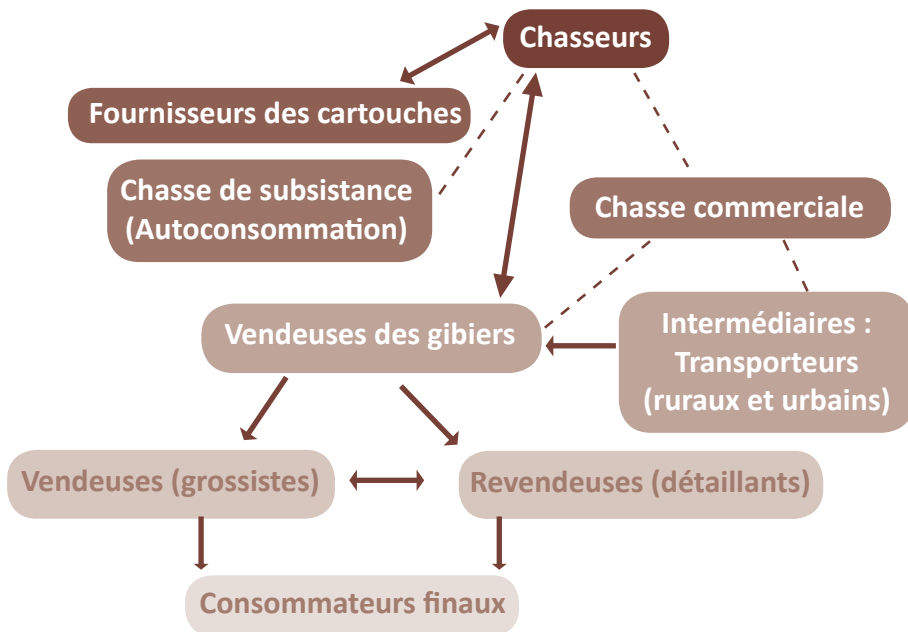 Chasseurs
Fournisseurs des cartouches
Chasse de subsistance
(Autoconsommation)
Chasse commerciale
Vendeuses des gibiers
Intermédiaires :
Transporteurs
(ruraux et urbains)
Vendeuses (grossistes)
Revendeuses (détaillants)
Consommateurs finaux